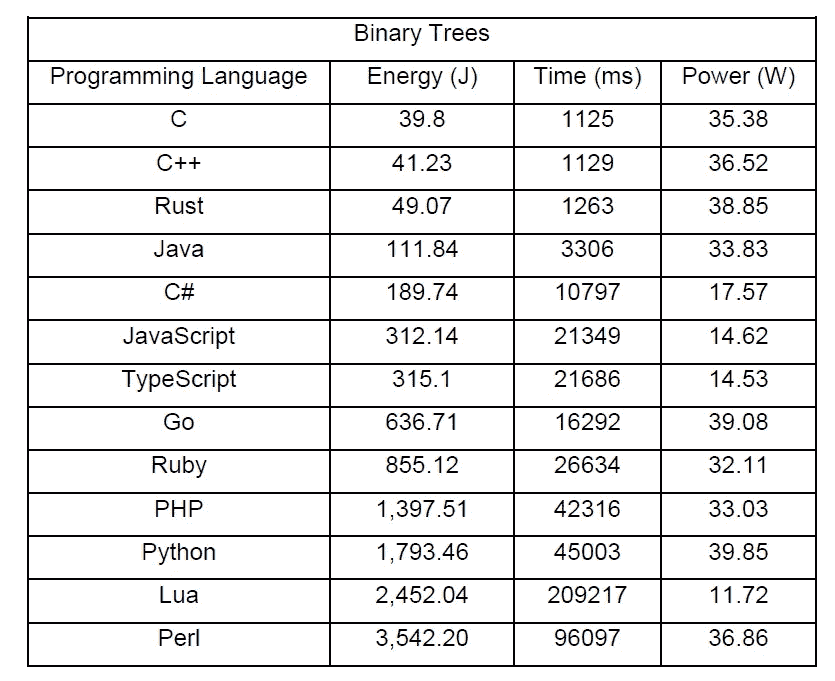 Binary Trees
Programming Language Energy (J) Time (ms) Power (W)
C 39.8 1125 35.38
C++ 41.23 1129 36.52
Rust 49.07 1263 38.85
Java 111.84 3306 33.83
C# 189.74 10797 17.57
JavaScript 312.14 21349 14.62
TypeScript 315.1 21686 14.53
Go 636.71 16292 39.08
Ruby 855.12 26634 32.11
PHP 1,397.51 42316 33.03
Python 1,793.46 45003 39.85
Lua 2,452.04 209217 11.72
Perl 3,542.20 96097 36.86